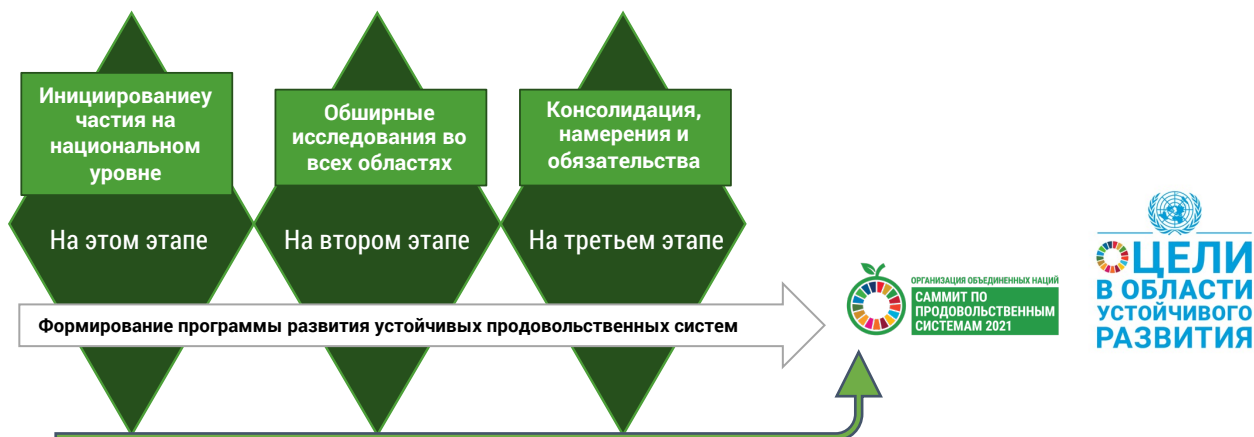 Инициированиеу
частия на
национальном
уровне
Обширные
исследования во
всех областях
Консолидация,
намерения и
обязательства
На этом этапе
На втором этапе
На третьем этапе
Формирование программы развития устойчивых продовольственных систем
ОРГАНИЗАЦИЯ ОБЪЕДИНЕННЫХ НАЦИЙ
САММИТ ПО
ПРОДОВОЛЬСТВЕННЫМ
СИСТЕМАМ 2021
ЦЕЛИ
В ОБЛАСТИ
УСТОЙЧИВОГО
РАЗВИТИЯ